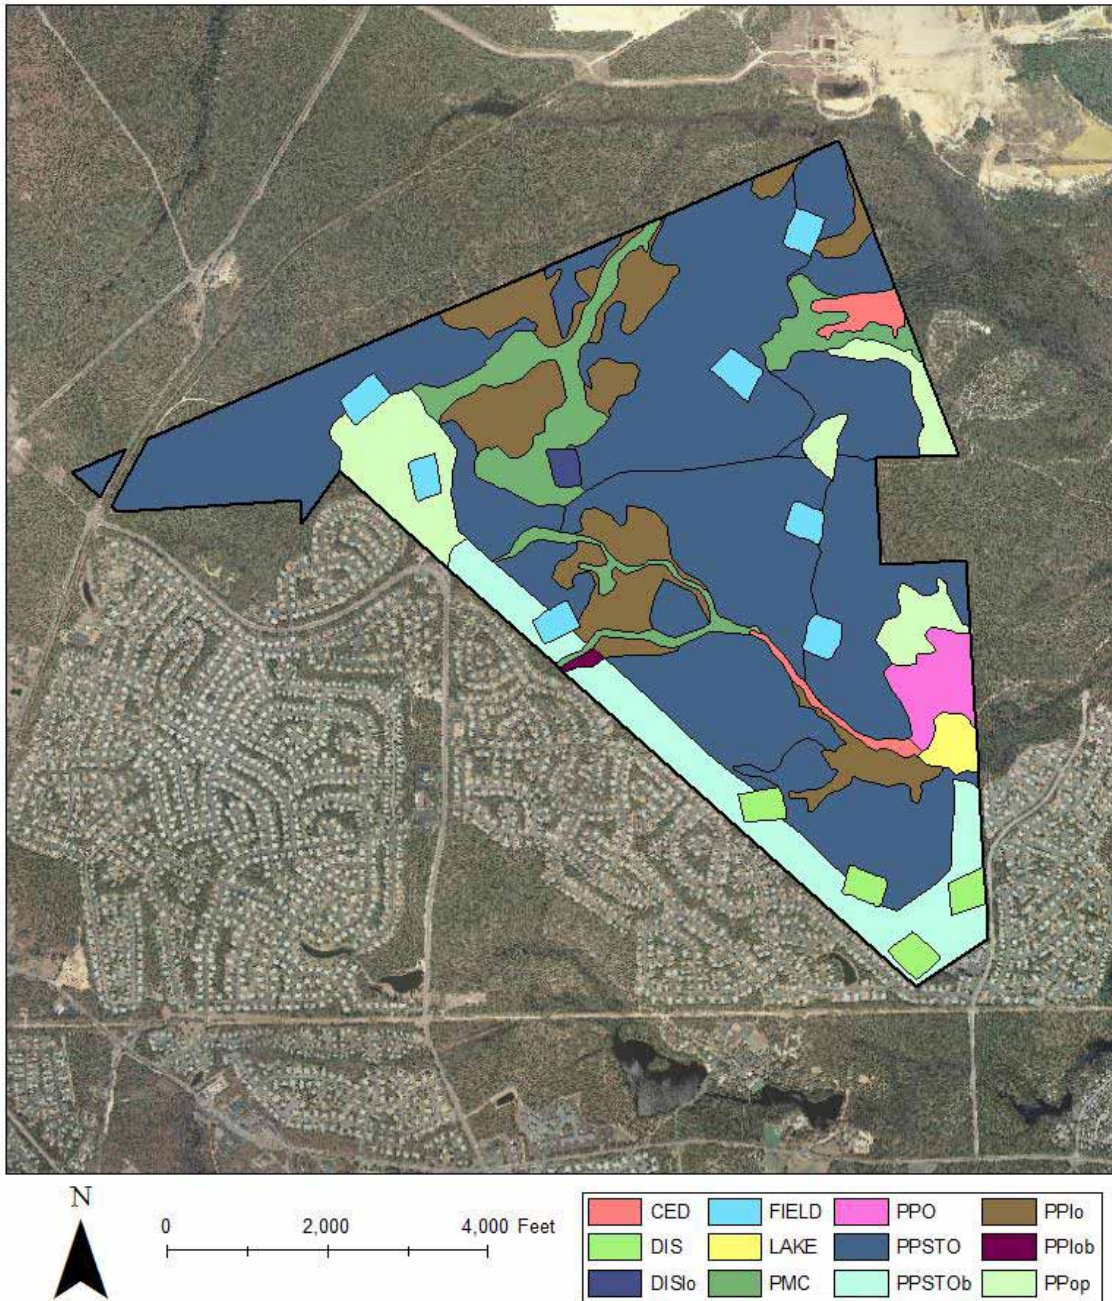 N
0 2,000 4,000 Feet
CED FIELD PPO PPlo
DIS LAKE PPSTO PPlob
DISlo PMC PPSTOb PPop